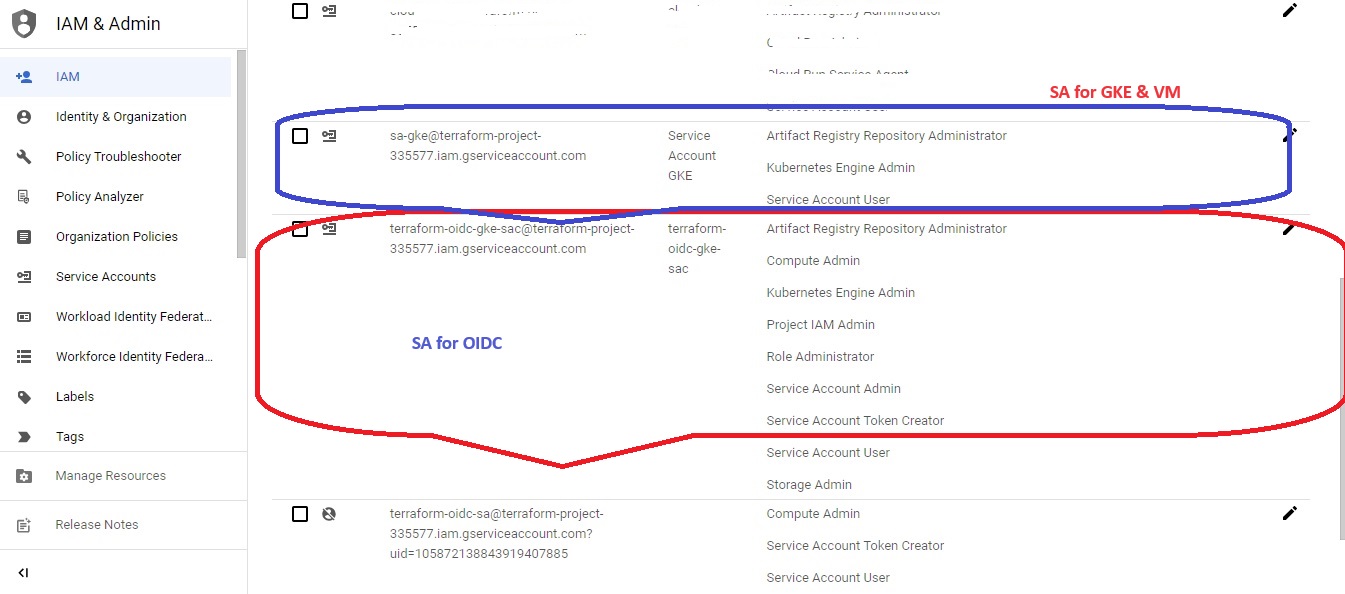 IAM & Admin
IAM
Identity & Organization
Policy Troubleshooter
Policy Analyzer
Organization Policies
Service Accounts
Workload Identity Federat...
Workforce Identity Federa...
Labels
Tags
Manage Resources
Release Notes
Artifact Registry Administrator
Cloud Run Service Agent
Service Account User
SA for GKE & VM
sa-gke@terraform-project-
335577.iam.gserviceaccount.com
Service
Account
GKE
Artifact Registry Repository Administrator
Kubernetes Engine Admin
Service Account User
terraform-oidc-gke-sac@terraform-project-
335577.iam.gserviceaccount.com
terraform-
oidc-gke-
sac
Artifact Registry Repository Administrator
Compute Admin
Kubernetes Engine Admin
Project IAM Admin
Role Administrator
Service Account Admin
Service Account Token Creator
Service Account User
Storage Admin
SA for OIDC
terraform-oidc-sa@terraform-project-
335577.iam.gserviceaccount.com?
uid=105872138843919407885
Compute Admin
Service Account Token Creator
Service Account User